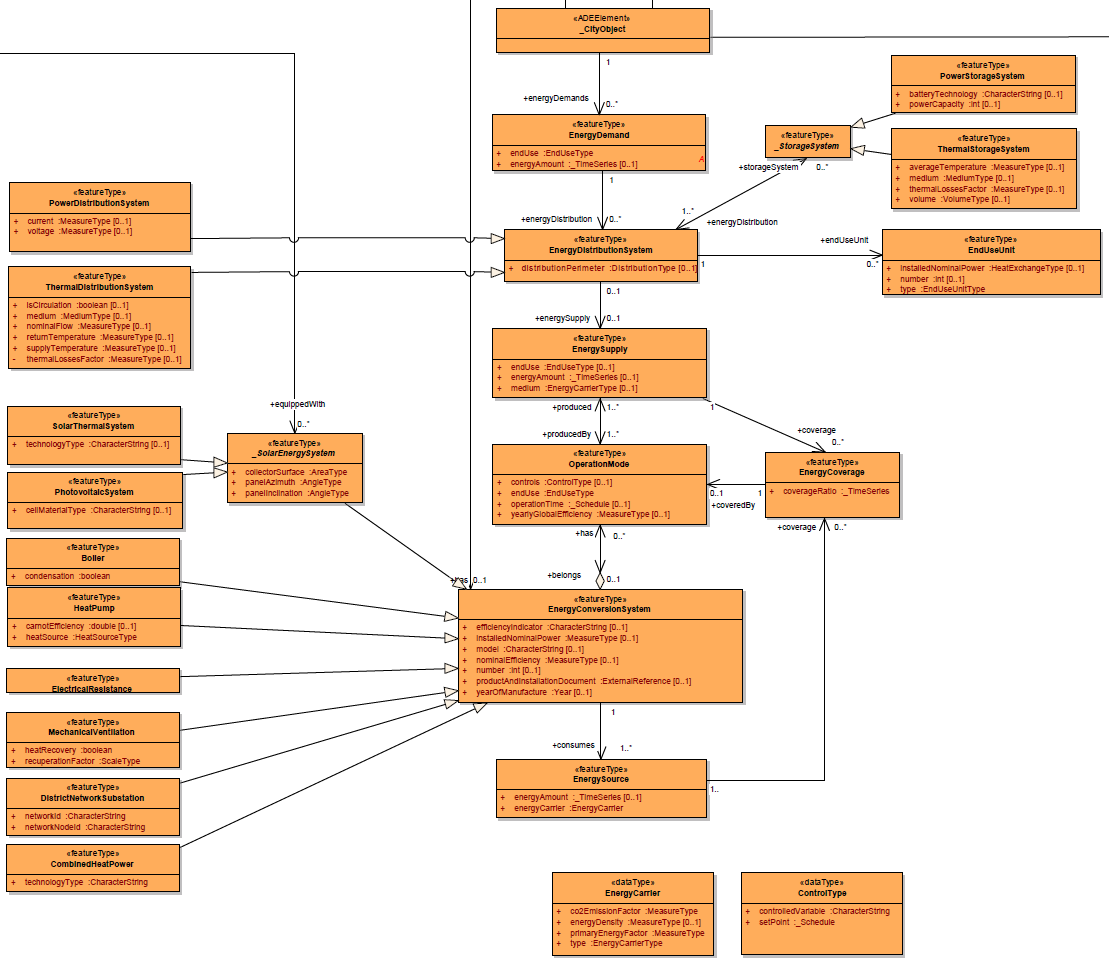 «ADEElement»
_CityObject
1
+energyDemands
0..*
«featureType»
EnergyDemand
+ endUse :EndUseType
+ energyAmount :_TimeSeries [0..1]
A
1
+energyDistribution
0..*
«featureType»
PowerStorageSystem
+ batteryTechnology :CharacterString [0..1]
+ powerCapacity :int [0..1]
«featureType»
_StorageSystem
+storageSystem
0..*
«featureType»
ThermalStorageSystem
+ averageTemperature :MeasureType [0..1]
+ medium :MediumType [0..1]
+ thermalLossesFactor :MeasureType [0..1]
+ volume :VolumeType [0..1]
1..*
+energyDistribution
«featureType»
PowerDistributionSystem
+ current :MeasureType [0..1]
+ voltage :MeasureType [0..1]
«featureType»
EnergyDistributionSystem
+ distributionPerimeter :DistributionType [0..1]
1
+endUseUnit
0..*
«featureType»
EndUseUnit
+ installedNominalPower :HeatExchangeType [0..1]
+ number :int [0..1]
+ type :EndUseUnitType
«featureType»
ThermalDistributionSystem
+ isCirculation :boolean [0..1]
+ medium :MediumType [0..1]
+ nominalFlow :MeasureType [0..1]
+ returnTemperature :MeasureType [0..1]
+ supplyTemperature :MeasureType [0..1]
- thermalLossesFactor :MeasureType [0..1]
0..1
+energySupply
0..1
«featureType»
EnergySupply
+ endUse :EndUseType [0..1]
+ energyAmount :_TimeSeries [0..1]
+ medium :EnergyCarrierType [0..1]
+produced
1..*
1
+coverage
0..*
+producedBy
1..*
+equippedWith
0..*
«featureType»
SolarThermalSystem
+ technologyType :CharacterString [0..1]
«featureType»
_SolarEnergySystem
+ collectorSurface :AreaType
+ panelAzimuth :AngleType
+ panelInclination :AngleType
«featureType»
PhotovoltaicSystem
+ cellMaterialType :CharacterString [0..1]
«featureType»
OperationMode
+ controls :ControlType [0..1]
+ endUse :EndUseType
+ operationTime :_Schedule [0..1]
+ yearlyGlobalEfficiency :MeasureType [0..1]
0..1
1
+coveredBy
«featureType»
EnergyCoverage
+ coverageRatio :_TimeSeries
+coverage
0..*
+has
0..*
+belongs
0..1
«featureType»
Boiler
+ condensation :boolean
«featureType»
HeatPump
+ carnotEfficiency :double [0..1]
+ heatSource :HeatSourceType
+has 0..1
«featureType»
EnergyConversionSystem
+ efficiencyIndicator :CharacterString [0..1]
+ installedNominalPower :MeasureType [0..1]
+ model :CharacterString [0..1]
+ nominalEfficiency :MeasureType [0..1]
+ number :int [0..1]
+ productAndInstallationDocument :ExternalReference [0..1]
+ yearOfManufacture :Year [0..1]
«featureType»
ElectricalResistance
«featureType»
MechanicalVentilation
+ heatRecovery :boolean
+ recuperationFactor :ScaleType
1
+consumes
1..*
«featureType»
DistrictNetworkSubstation
+ networkId :CharacterString
+ networkNodeId :CharacterString
«featureType»
EnergySource
+ energyAmount :_TimeSeries [0..1]
+ energyCarrier :EnergyCarrier
1..
«featureType»
CombinedHeatPower
+ technologyType :CharacterString
«dataType»
EnergyCarrier
+ co2EmissionFactor :MeasureType
+ energyDensity :MeasureType [0..1]
+ primaryEnergyFactor :MeasureType
+ type :EnergyCarrierType
«dataType»
ControlType
+ controlledVariable :CharacterString
+ setPoint :_Schedule